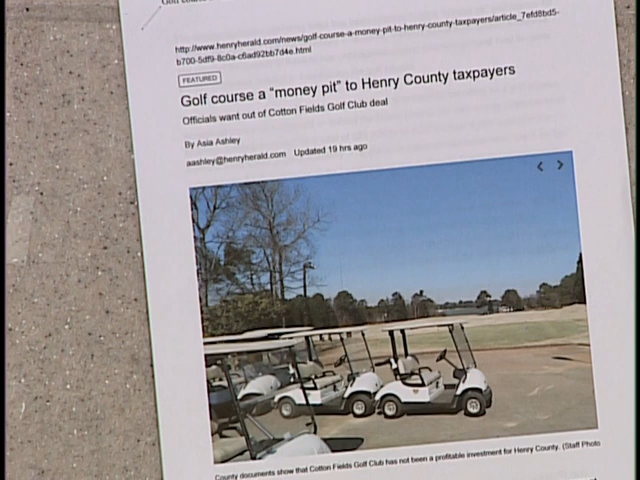 http://www.henryherald.com/news/golf-course-a-money-pit-to-henry-county-taxpayers/article_7efd8bd5-
b700-5df9-8c0a-c6ad92bb7d4e.html
FEATURED
Golf course a “money pit” to Henry County taxpayers
Officials want out of Cotton Fields Golf Club deal
By Asia Ashley
aashley@henryherald.com Updated 19 hrs ago
County documents show that Cotton Fields Golf Club has not been a profitable investment for Henry County. (Staff Photo